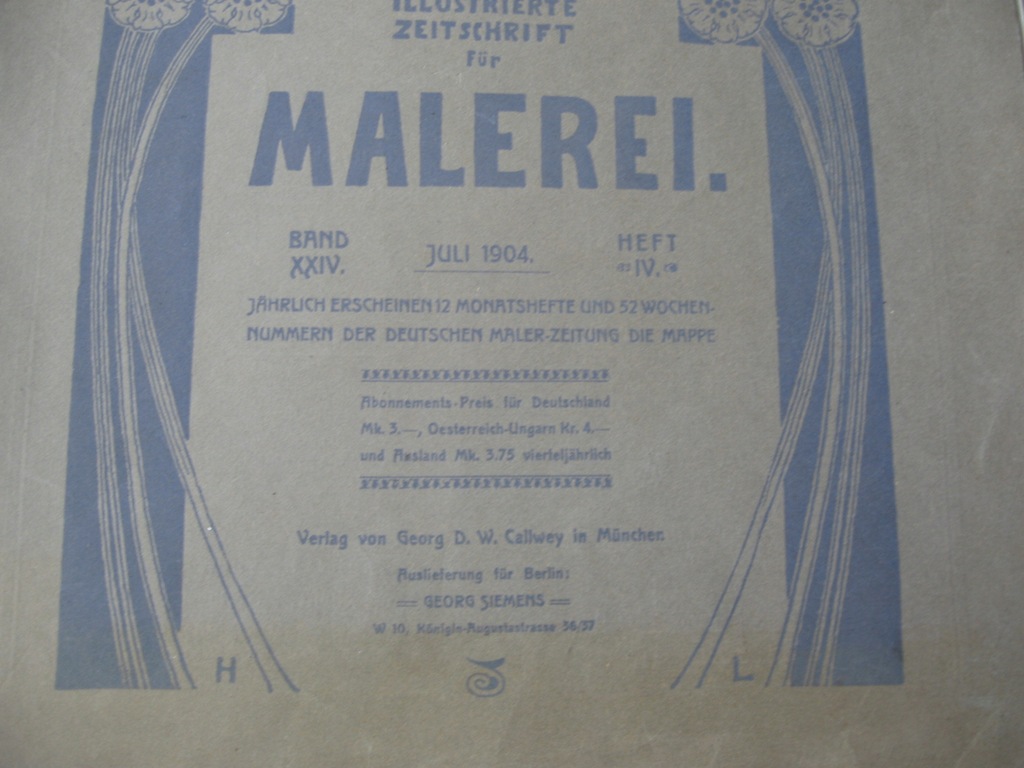 ILLUSTRIERTE
ZEITSCHRIFT
für
MALEREI.
BAND
XXIV.
JULI 1904.
HEFT
IV.
JÄHRLICH ERSCHEINEN 12 MONATSHEFTE UND 52 WOCHEN-
NUMMERN DER DEUTSCHEN MALER-ZEITUNG DIE MAPPE
Abonnements-Preis für Deutschland
Mk. 3.—, Oesterreich-Ungarn Kr. 4.—
und Ausland Mk. 3.75 vierteljährlich
Verlag von Georg D. W. Callwey in München.
Auslieferung für Berlin:
GEORG SIEMENS
W 10, Königin-Augustastrasse 36/37
H L